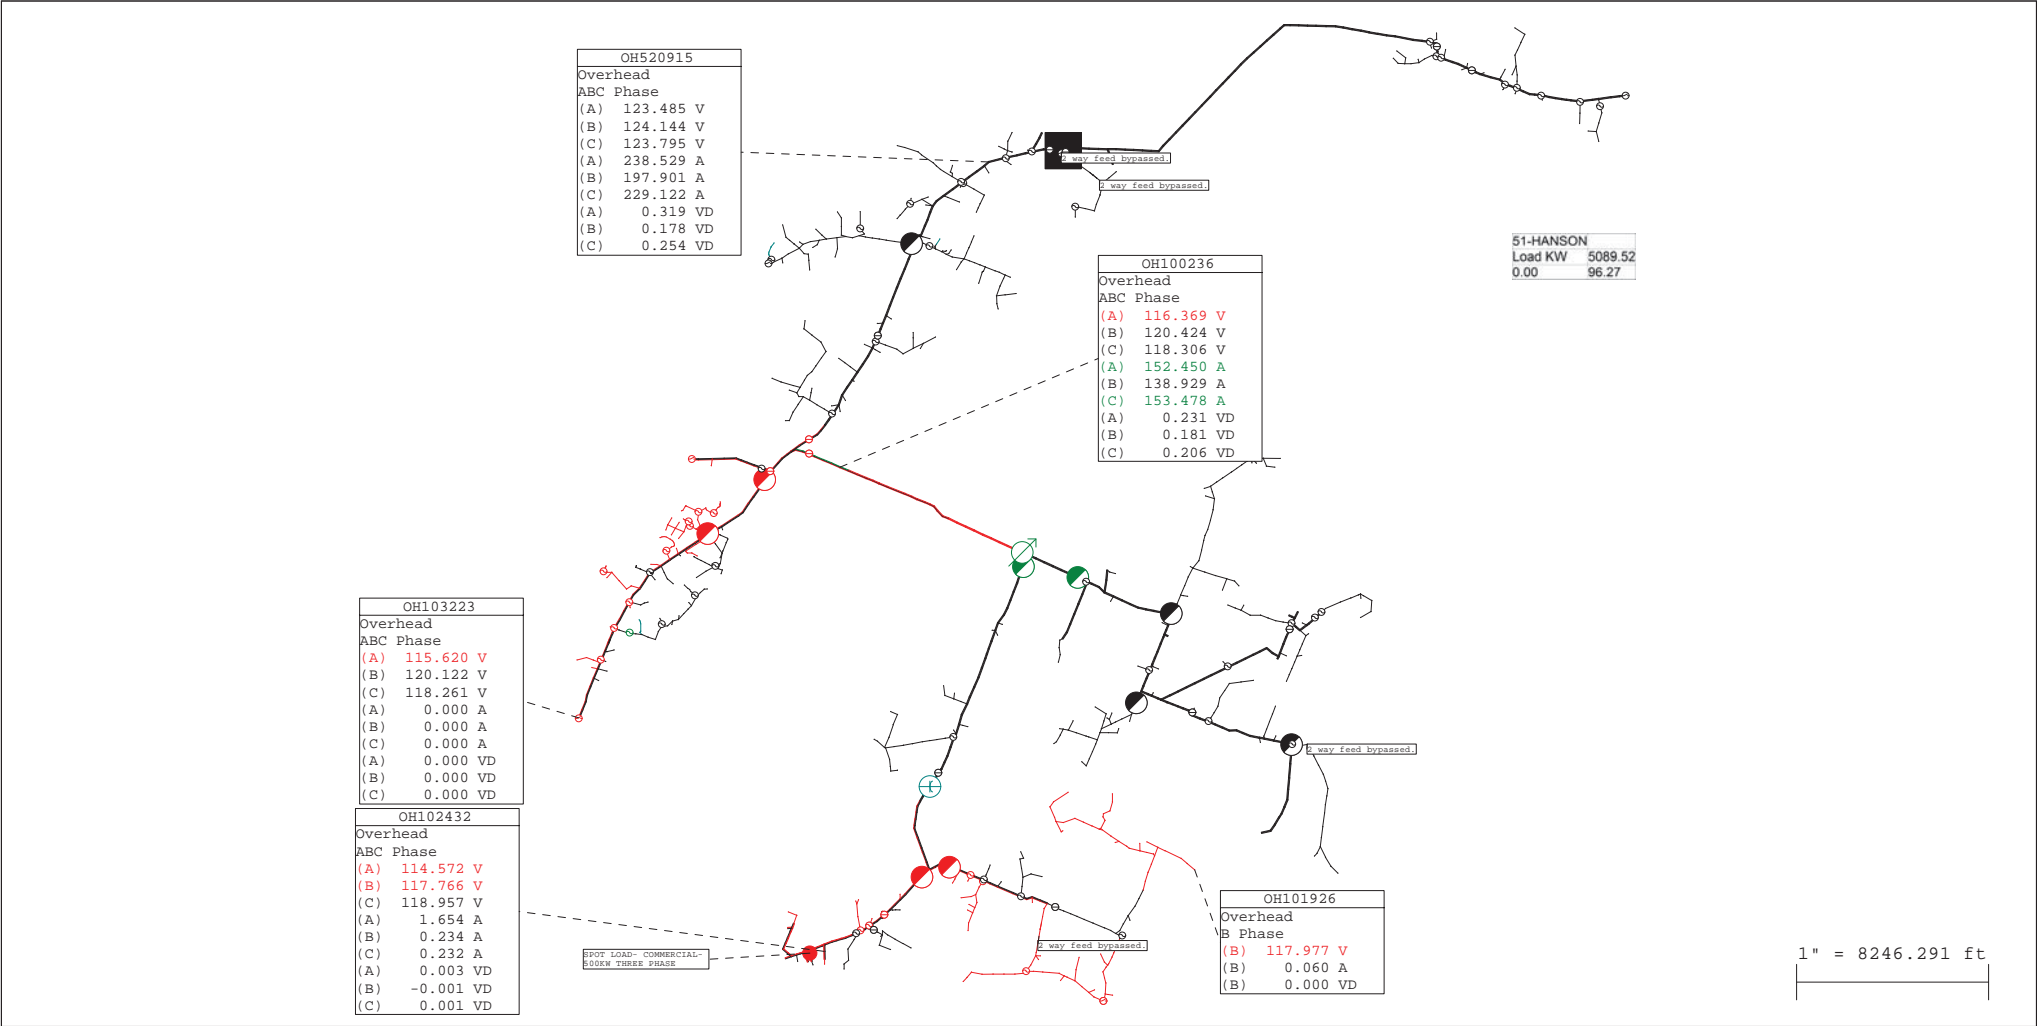 OH520915
Overhead
ABC Phase
(A) 123.485 V
(B) 124.144 V
(C) 123.795 V
(A) 238.529 A
(B) 197.901 A
(C) 229.122 A
(A) 0.319 VD
(B) 0.178 VD
(C) 0.254 VD
2 way feed bypassed.
2 way feed bypassed.
51-HANSON
Load KW 5089.52
0.00 96.27
OH100236
Overhead
ABC Phase
(A) 116.369 V
(B) 120.424 V
(C) 118.306 V
(A) 152.450 A
(B) 138.929 A
(C) 153.478 A
(A) 0.231 VD
(B) 0.181 VD
(C) 0.206 VD
OH103223
Overhead
ABC Phase
(A) 115.620 V
(B) 120.122 V
(C) 118.261 V
(A) 0.000 A
(B) 0.000 A
(C) 0.000 A
(A) 0.000 VD
(B) 0.000 VD
(C) 0.000 VD
2 way feed bypassed.
OH102432
Overhead
ABC Phase
(A) 114.572 V
(B) 117.766 V
(C) 118.957 V
(A) 1.654 A
(B) 0.234 A
(C) 0.232 A
(A) 0.003 VD
(B) -0.001 VD
(C) 0.001 VD
SPOT LOAD- COMMERCIAL-
500KW THREE PHASE
2 way feed bypassed.
OH101926
Overhead
B Phase
(B) 117.977 V
(B) 0.060 A
(B) 0.000 VD
1" = 8246.291 ft